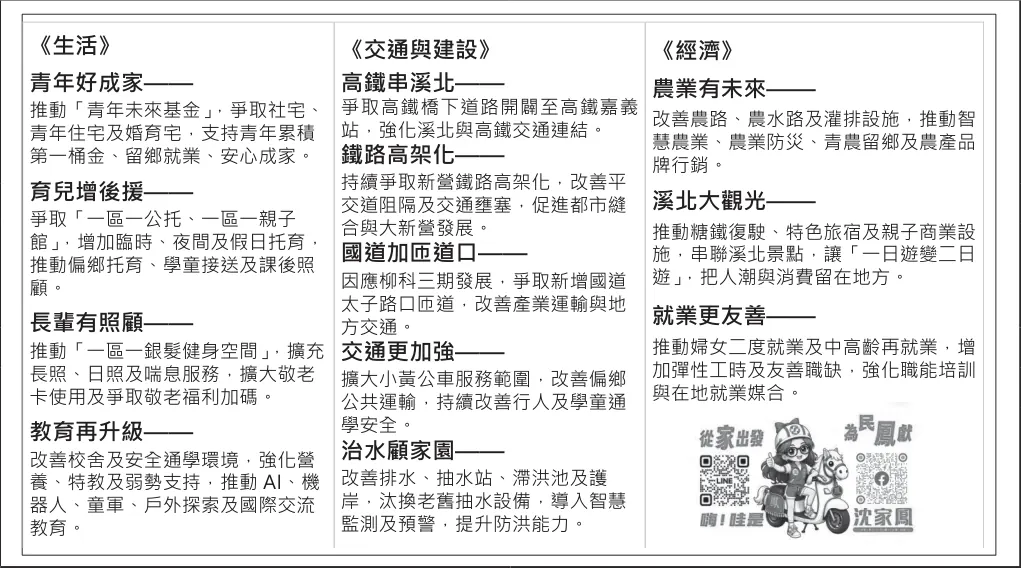 《生活》
青年好成家——
推動「青年未來基金」，爭取社宅、
青年住宅及婚育宅，支持青年累積
第一桶金、留鄉就業、安心成家。
育兒增後援——
爭取「一區一公托、一區一親子
館」，增加臨時、夜間及假日托育，
推動偏鄉托育、學童接送及課後照
顧。
長輩有照顧——
推動「一區一銀髮健身空間」，擴充
長照、日照及喘息服務，擴大敬老
卡使用及爭取敬老福利加碼。
教育再升級——
改善校舍及安全通學環境，強化營
養、特教及弱勢支持，推動 AI、機
器人、童軍、戶外探索及國際交流
教育。
《交通與建設》
高鐵串溪北——
爭取高鐵橋下道路開闢至高鐵嘉義
站，強化溪北與高鐵交通連結。
鐵路高架化——
持續爭取新營鐵路高架化，改善平
交道阻隔及交通壅塞，促進都市縫
合與大新營發展。
國道加匝道口——
因應柳科三期發展，爭取新增國道
太子路口匝道，改善產業運輸與地
方交通。
交通更加強——
擴大小黃公車服務範圍，改善偏鄉
公共運輸，持續改善行人及學童通
學安全。
治水顧家園——
改善排水、抽水站、滯洪池及護
岸，汰換老舊抽水設備，導入智慧
監測及預警，提升防洪能力。
《經濟》
農業有未來——
改善農路、農水路及灌排設施，推動智
慧農業、農業防災、青農留鄉及農產品
牌行銷。
溪北大觀光——
推動糖鐵復駛、特色旅宿及親子商業設
施，串聯溪北景點，讓「一日遊變二日
遊」，把人潮與消費留在地方。
就業更友善——
推動婦女二度就業及中高齡再就業，增
加彈性工時及友善職缺，強化職能培訓
與在地就業媒合。
從家出發
為民鳳獻
LINE
嗨！哇是
沈家鳳